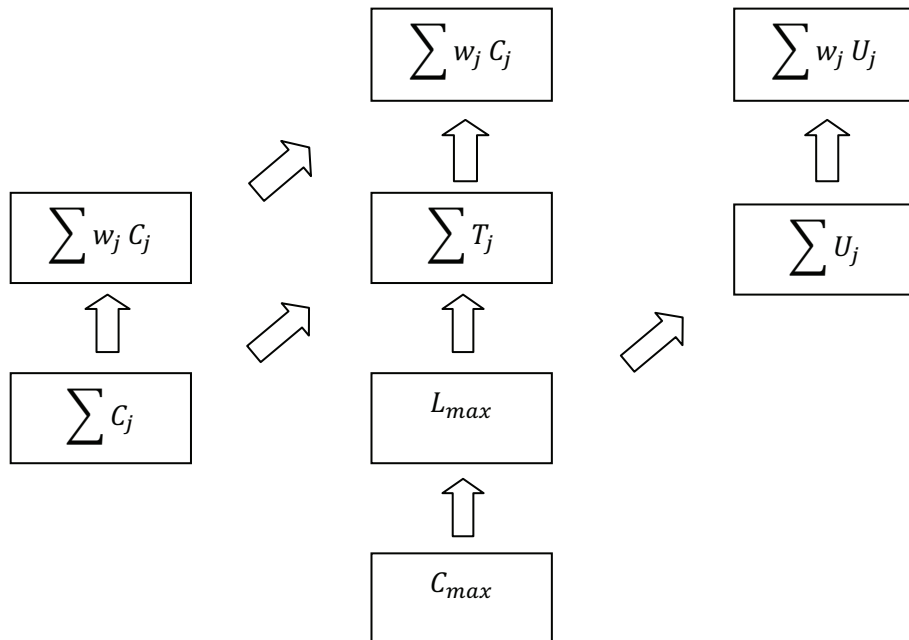 ∑ w_j C_j
∑ w_j U_j
∑ w_j C_j
∑ T_j
∑ U_j
∑ C_j
L_max
C_max